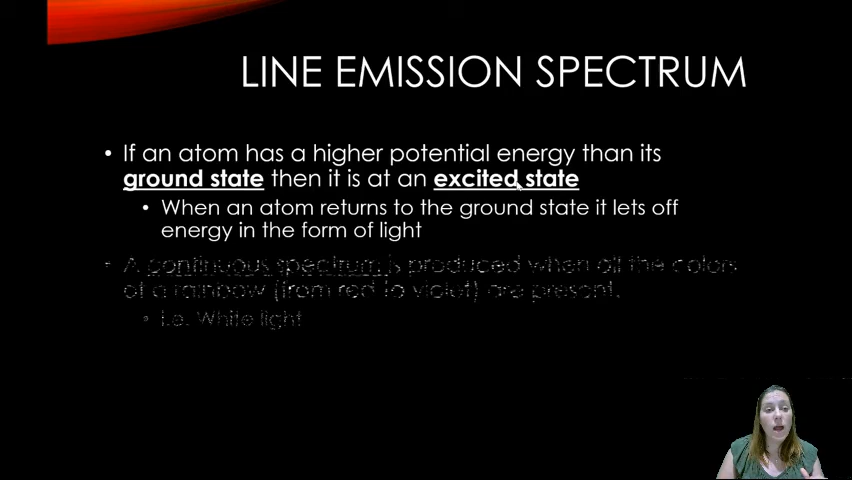 LINE EMISSION SPECTRUM
• If an atom has a higher potential energy than its
ground state then it is at an excited state
• When an atom returns to the ground state it lets off
energy in the form of light
• A continuous spectrum is produced when all the colors
of a rainbow (from red to violet) are present.
• i.e. White light